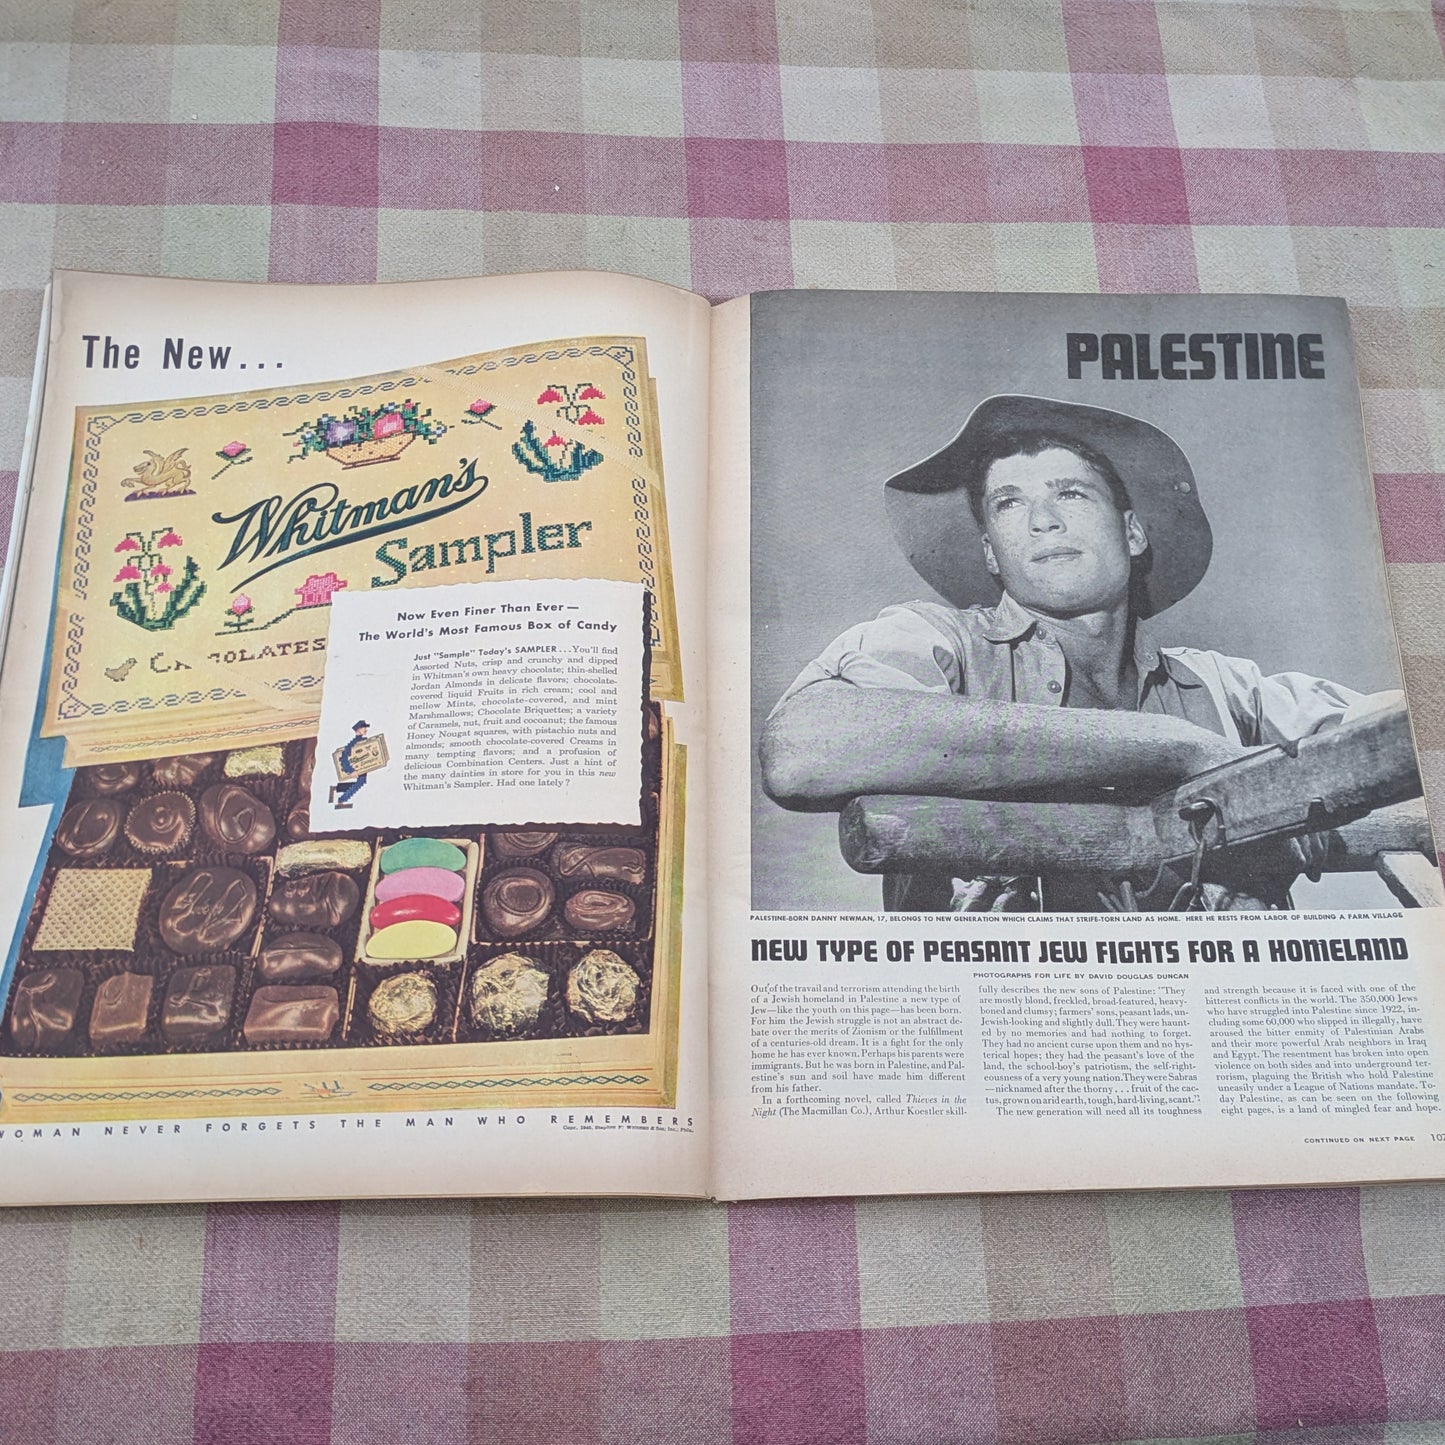 The New...
Whitman's
Sampler
CHOCOLATES
Now Even Finer Than Ever—
The World's Most Famous Box of Candy
Just "Sample" Today's SAMPLER...You'll find
Assorted Nuts, crisp and crunchy and dipped
in Whitman's own heavy chocolate; thin-shelled
Jordan Almonds in delicate flavors; chocolate-
covered liquid Fruits in rich cream; cool and
mellow Mints, chocolate-covered, and mint
Marshmallows; Chocolate Briquettes; a variety
of Caramels, nut, fruit and cocoanut; the famous
Honey Nougat squares, with pistachio nuts and
almonds; smooth chocolate-covered Creams in
many tempting flavors; and a profusion of
delicious Combination Centers. Just a hint of
the many dainties in store for you in this new
Whitman's Sampler. Had one lately?
WOMAN NEVER FORGETS THE MAN WHO REMEMBERS
Copr. 1946, Stephen F. Whitman & Son, Inc., Phila.
PALESTINE
PALESTINE-BORN DANNY NEWMAN, 17, BELONGS TO NEW GENERATION WHICH CLAIMS THAT STRIFE-TORN LAND AS HOME. HERE HE RESTS FROM LABOR OF BUILDING A FARM VILLAGE
NEW TYPE OF PEASANT JEW FIGHTS FOR A HOMELAND
PHOTOGRAPHS FOR LIFE BY DAVID DOUGLAS DUNCAN
Out of the travail and terrorism attending the birth
of a Jewish homeland in Palestine a new type of
Jew—like the youth on this page—has been born.
For him the Jewish struggle is not an abstract de-
bate over the merits of Zionism or the fulfillment
of a centuries-old dream. It is a fight for the only
home he has ever known. Perhaps his parents were
immigrants. But he was born in Palestine, and Pal-
estine's sun and soil have made him different
from his father.
In a forthcoming novel, called Thieves in the
Night (The Macmillan Co.), Arthur Koestler skill-
fully describes the new sons of Palestine: "They
are mostly blond, freckled, broad-featured, heavy-
boned and clumsy; farmers' sons, peasant lads, un-
Jewish-looking and slightly dull. They were haunt-
ed by no memories and had nothing to forget.
They had no ancient curse upon them and no hys-
terical hopes; they had the peasant's love of the
land, the school-boy's patriotism, the self-right-
eousness of a very young nation. They were Sabras
—nicknamed after the thorny . . . fruit of the cac-
tus, grown on arid earth, tough, hard-living, scant."
The new generation will need all its toughness
and strength because it is faced with one of the
bitterest conflicts in the world. The 350,000 Jews
who have struggled into Palestine since 1922, in-
cluding some 60,000 who slipped in illegally, have
aroused the bitter enmity of Palestinian Arabs
and their more powerful Arab neighbors in Iraq
and Egypt. The resentment has broken into open
violence on both sides and into underground ter-
rorism, plaguing the British who hold Palestine
uneasily under a League of Nations mandate. To-
day Palestine, as can be seen on the following
eight pages, is a land of mingled fear and hope.
CONTINUED ON NEXT PAGE